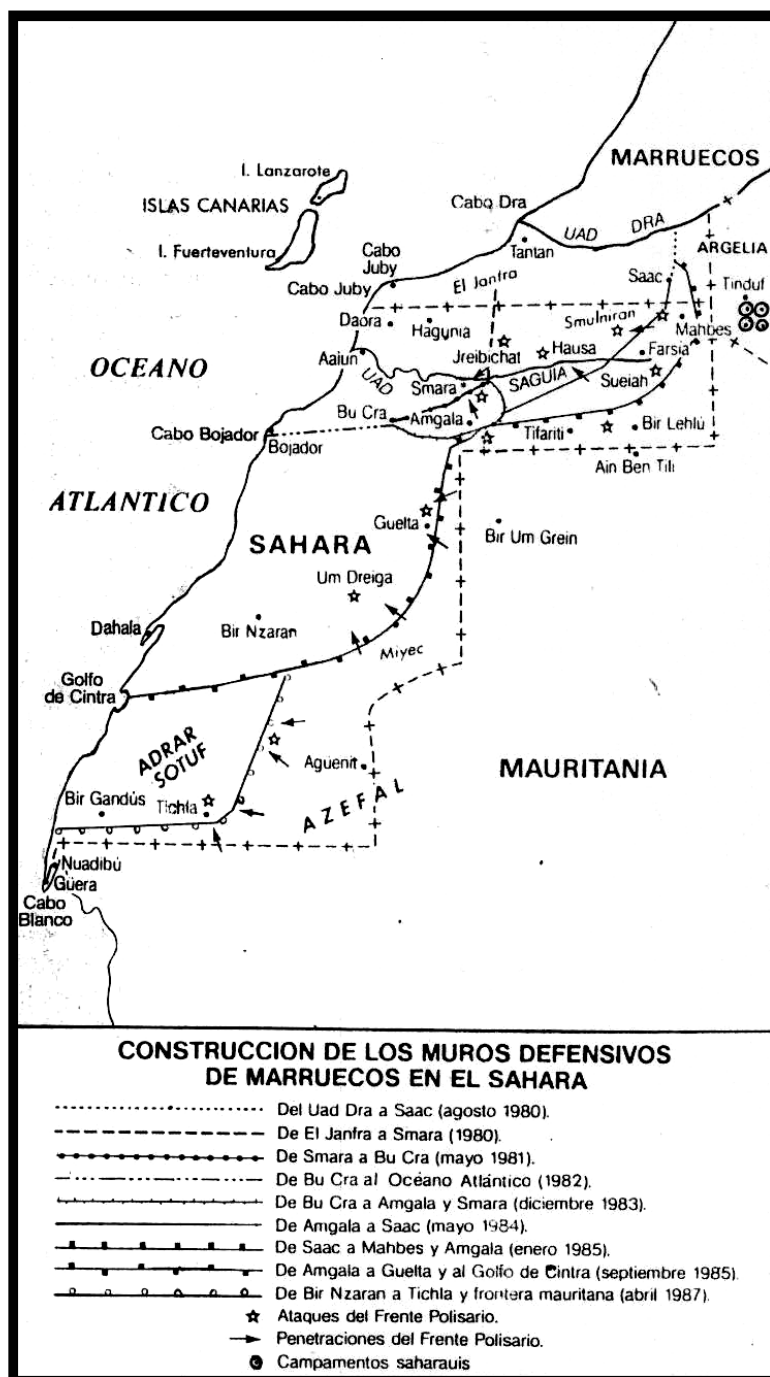 MARRUECOS
I. Lanzarote
ISLAS CANARIAS
I. Fuerteventura
Cabo Dra
UAD DRA
Tantan
ARGELIA
Cabo
Juby
Cabo Juby
El Janfra
Saac
Tinduf
Daora
Hagunia
Smulniran
Mahbes
OCEANO
Aaiun
Jreibichat
Hausa
Farsia
UAD
Smara
SAGUIA
Sueiah
Bu Cra
Amgala
Cabo Bojador
Bojador
Tifariti
Bir Lehlú
Ain Ben Tili
ATLANTICO
SAHARA
Guelta
Bir Um Grein
Um Dreiga
Dahala
Bir Nzaran
Miyec
Golfo
de Cintra
ADRAR
SOTUF
Agüenit
MAURITANIA
Bir Gandús
Tichla
AZEFAL
Nuadibú
Güera
Cabo
Blanco
CONSTRUCCION DE LOS MUROS DEFENSIVOS
DE MARRUECOS EN EL SAHARA
Del Uad Dra a Saac (agosto 1980).
De El Janfra a Smara (1980).
De Smara a Bu Cra (mayo 1981).
De Bu Cra al Océano Atlántico (1982).
De Bu Cra a Amgala y Smara (diciembre 1983).
De Amgala a Saac (mayo 1984).
De Saac a Mahbes y Amgala (enero 1985).
De Amgala a Guelta y al Golfo de Cintra (septiembre 1985).
De Bir Nzaran a Tichla y frontera mauritana (abril 1987).
Ataques del Frente Polisario.
Penetraciones del Frente Polisario.
Campamentos saharauis